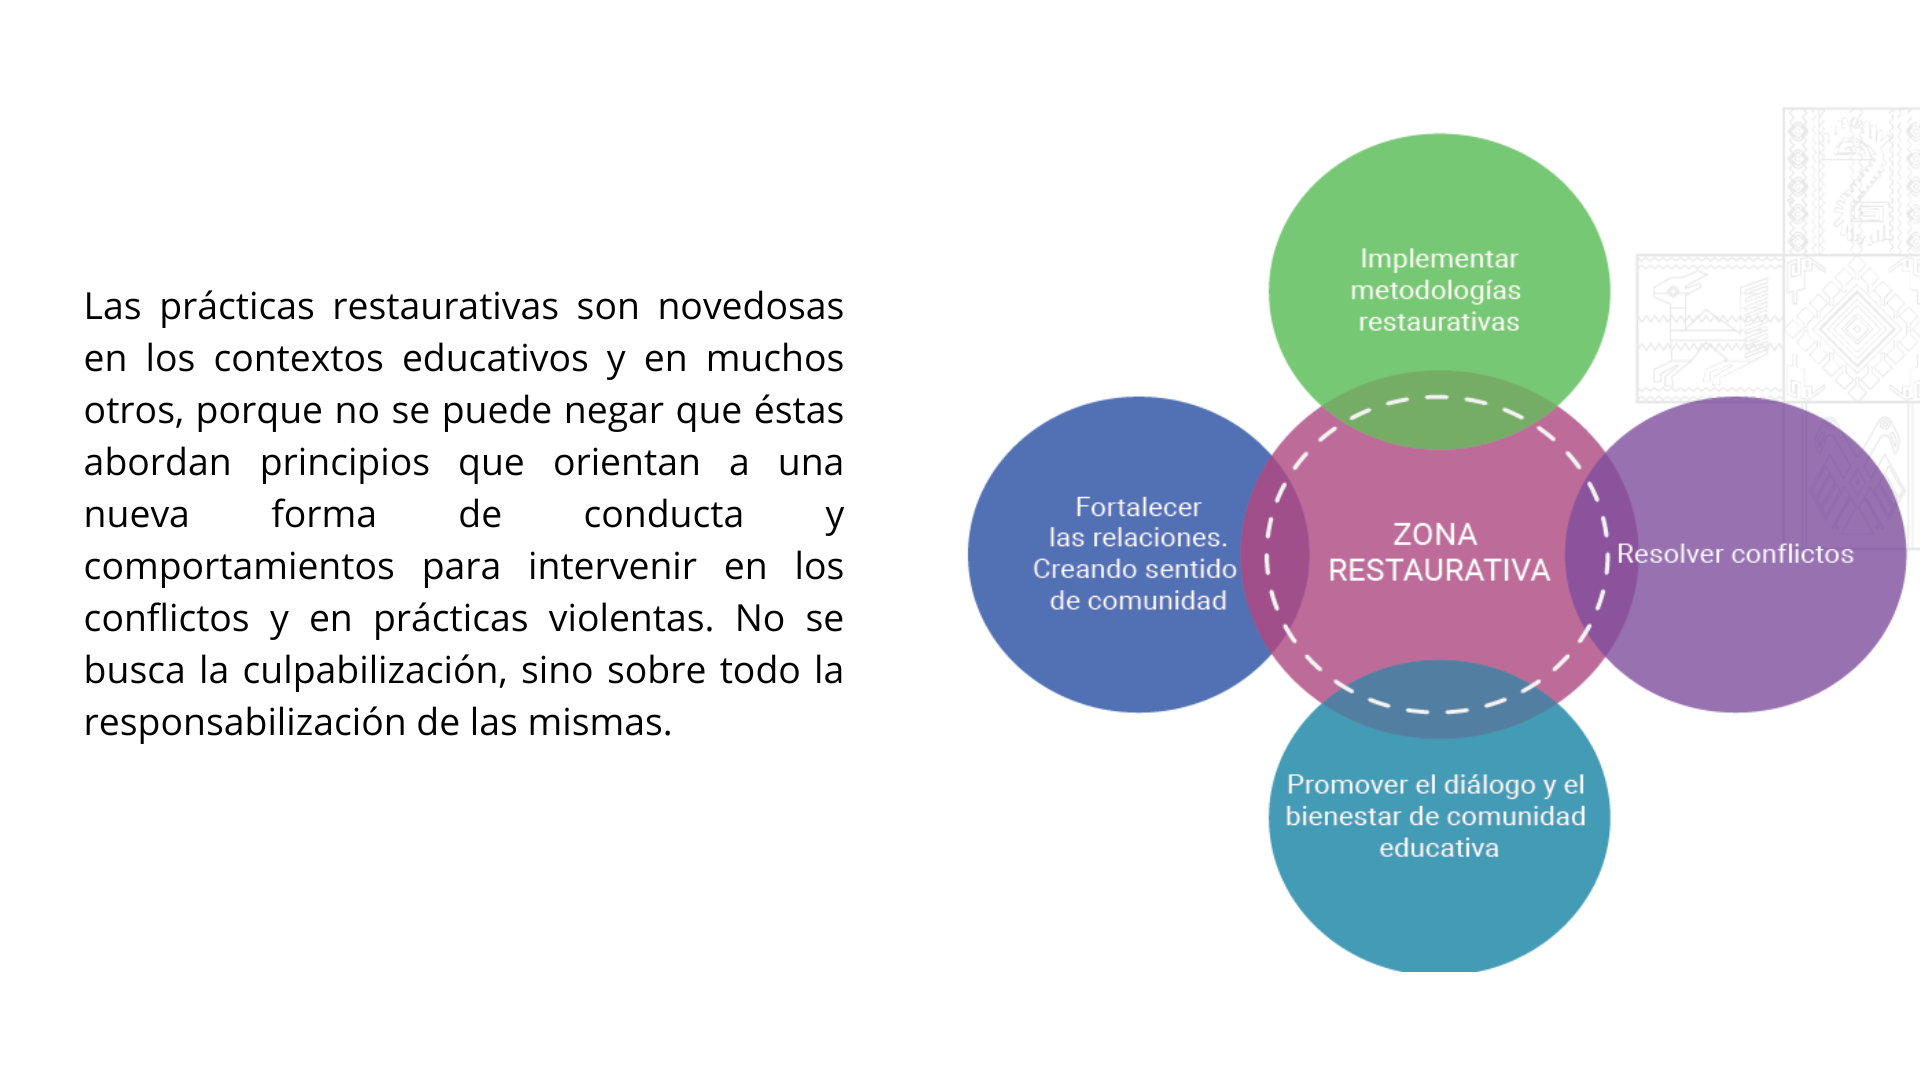 Las prácticas restaurativas son novedosas
en los contextos educativos y en muchos
otros, porque no se puede negar que éstas
abordan principios que orientan a una
nueva forma de conducta y
comportamientos para intervenir en los
conflictos y en prácticas violentas. No se
busca la culpabilización, sino sobre todo la
responsabilización de las mismas.
Implementar
metodologías
restaurativas
Fortalecer
las relaciones.
Creando sentido
de comunidad
ZONA
RESTAURATIVA
Resolver conflictos
Promover el diálogo y el
bienestar de comunidad
educativa